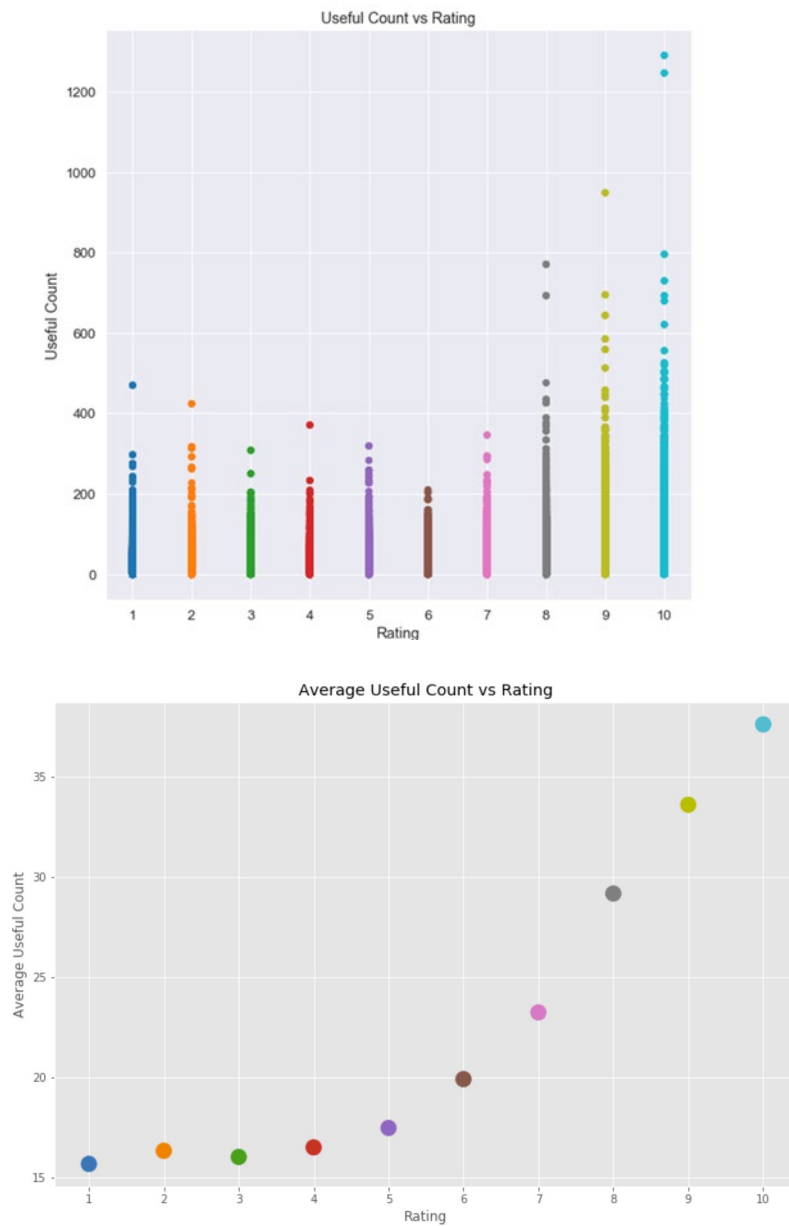 Useful Count vs Rating
Useful Count
1200
1000
800
600
400
200
0
1 2 3 4 5 6 7 8 9 10
Rating
Average Useful Count vs Rating
Average Useful Count
35
30
25
20
15
1 2 3 4 5 6 7 8 9 10
Rating